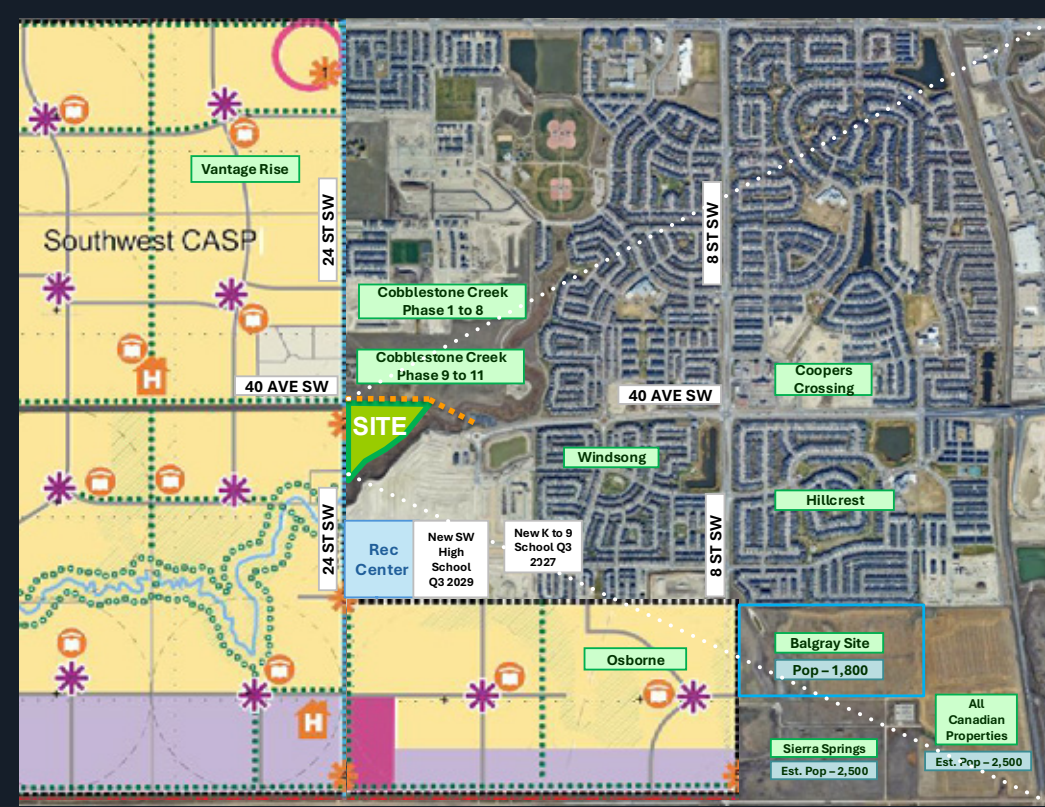 Vantage Rise
24 ST SW
8 ST SW
Southwest CASP
Cobblestone Creek
Phase 1 to 8
Cobblestone Creek
Phase 9 to 11
Coopers
Crossing
40 AVE SW
40 AVE SW
H
SITE
Windsong
Hillcrest
24 ST SW
8 ST SW
Rec
Center
New SW
High
School
Q3 2029
New K to 9
School Q3
2027
Balgray Site
Pop – 1,800
Osborne
All
Canadian
Properties
Est. Pop – 2,500
H
Sierra Springs
Est. Pop – 2,500